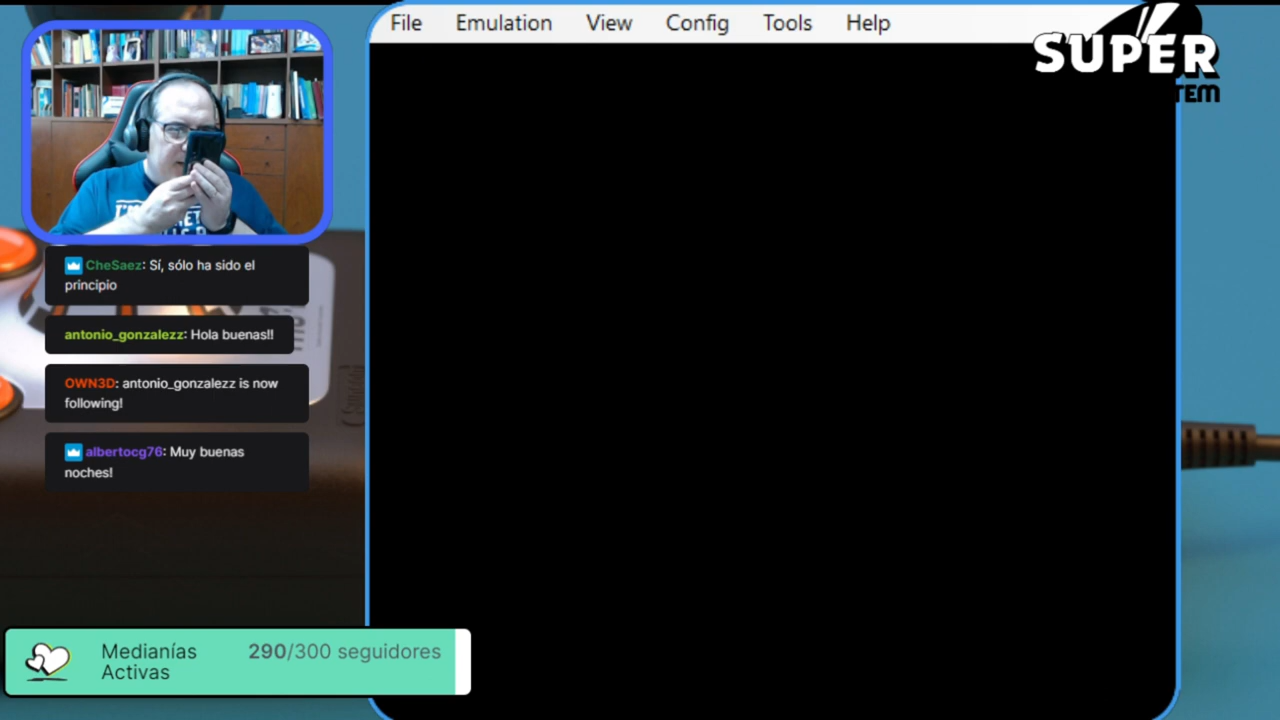 File Emulation View Config Tools Help
SUPER
TEM
CheSaez: Sí, sólo ha sido el
principio
antonio_gonzalezz: Hola buenas!!
OWN3D: antonio_gonzalezz is now
following!
albertocg76: Muy buenas
noches!
Medianías
Activas
290/300 seguidores